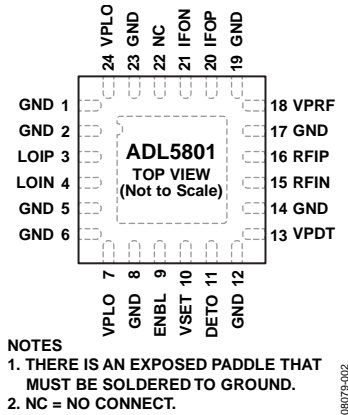 24 VPLO
23 GND
22 NC
21 IFON
20 IFOP
19 GND
GND 1
GND 2
LOIP 3
LOIN 4
GND 5
GND 6
ADL5801
TOP VIEW
(Not to Scale)
18 VPRF
17 GND
16 RFIP
15 RFIN
14 GND
13 VPDT
VPLO 7
GND 8
ENBL 9
VSET 10
DETO 11
GND 12
NOTES
1. THERE IS AN EXPOSED PADDLE THAT
MUST BE SOLDERED TO GROUND.
2. NC = NO CONNECT.
08079-002